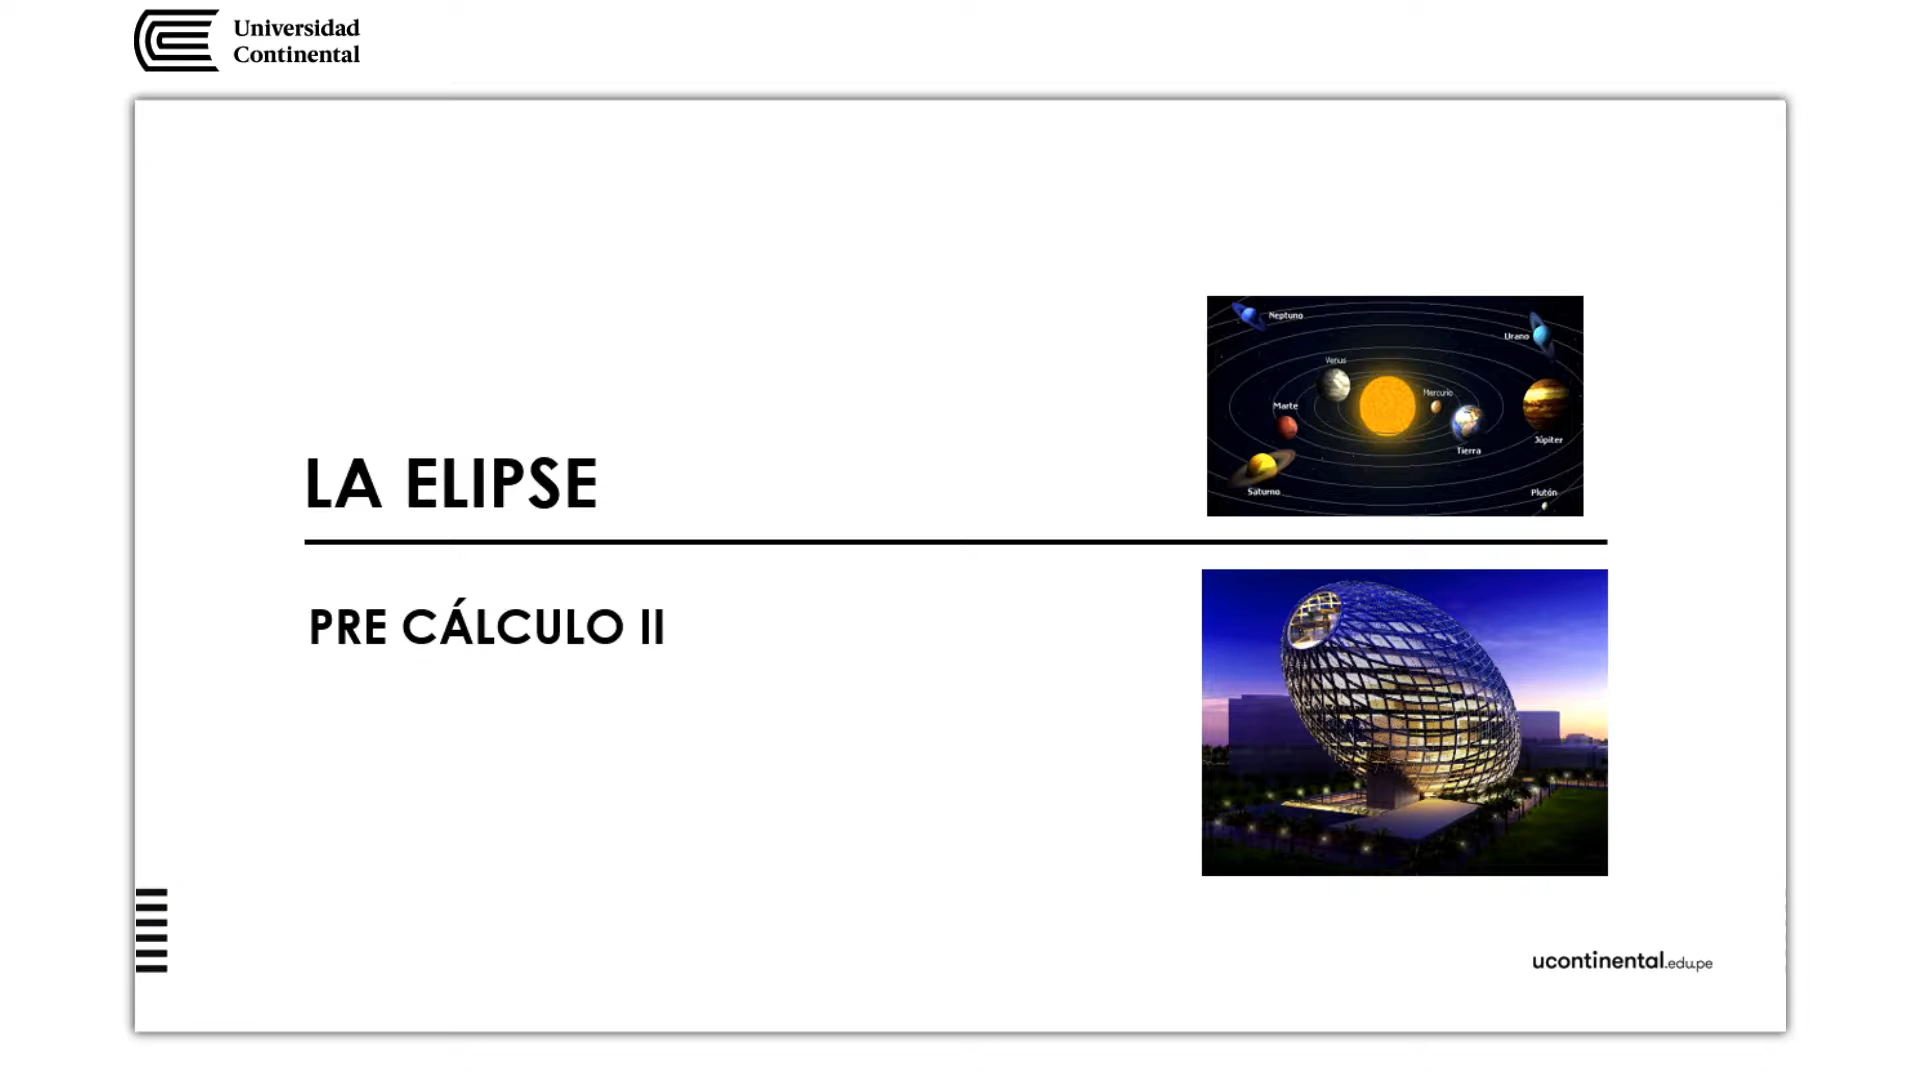 Universidad
Continental
Neptuno
Urano
Venus
Mercurio
Marte
Júpiter
Tierra
Saturno
Plutón
LA ELIPSE
PRE CÁLCULO II
ucontinental.edu.pe